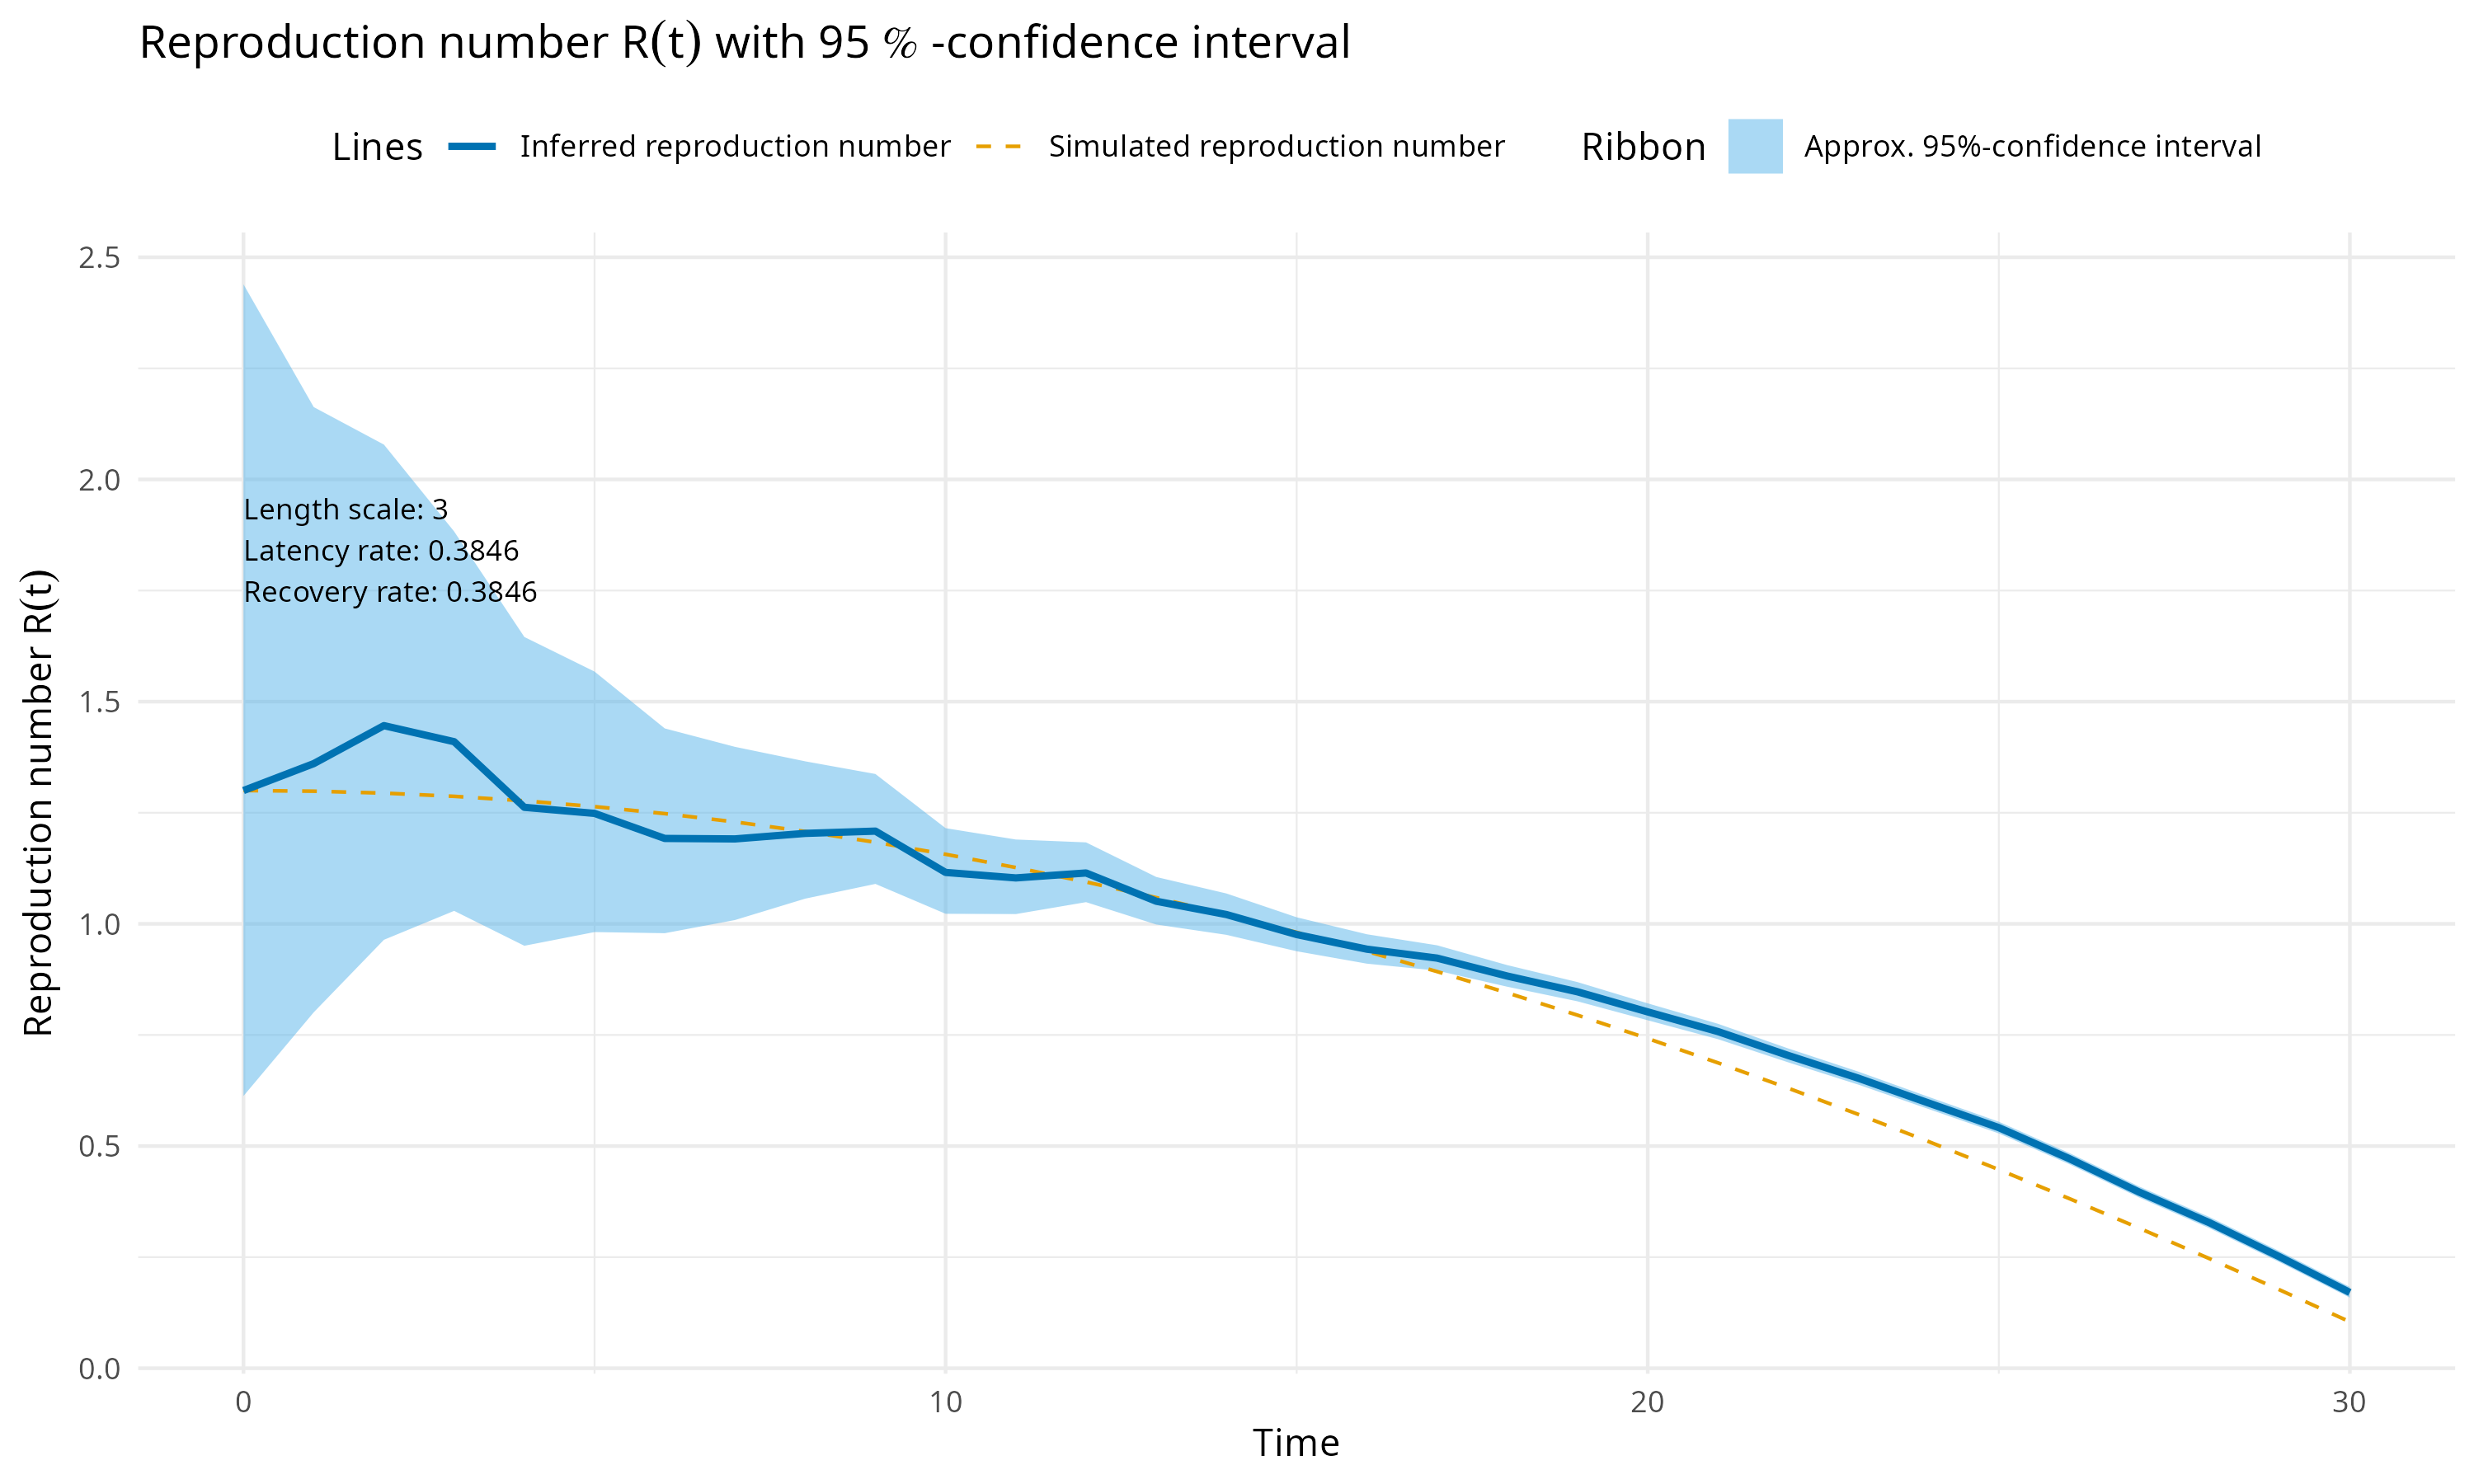 Reproduction number R(t) with 95 % -confidence interval
Lines Inferred reproduction number Simulated reproduction number Ribbon Approx. 95%-confidence interval
Reproduction number R(t)
2.5
2.0
1.5
1.0
0.5
0.0
Length scale: 3
Latency rate: 0.3846
Recovery rate: 0.3846
0 10 20 30
Time